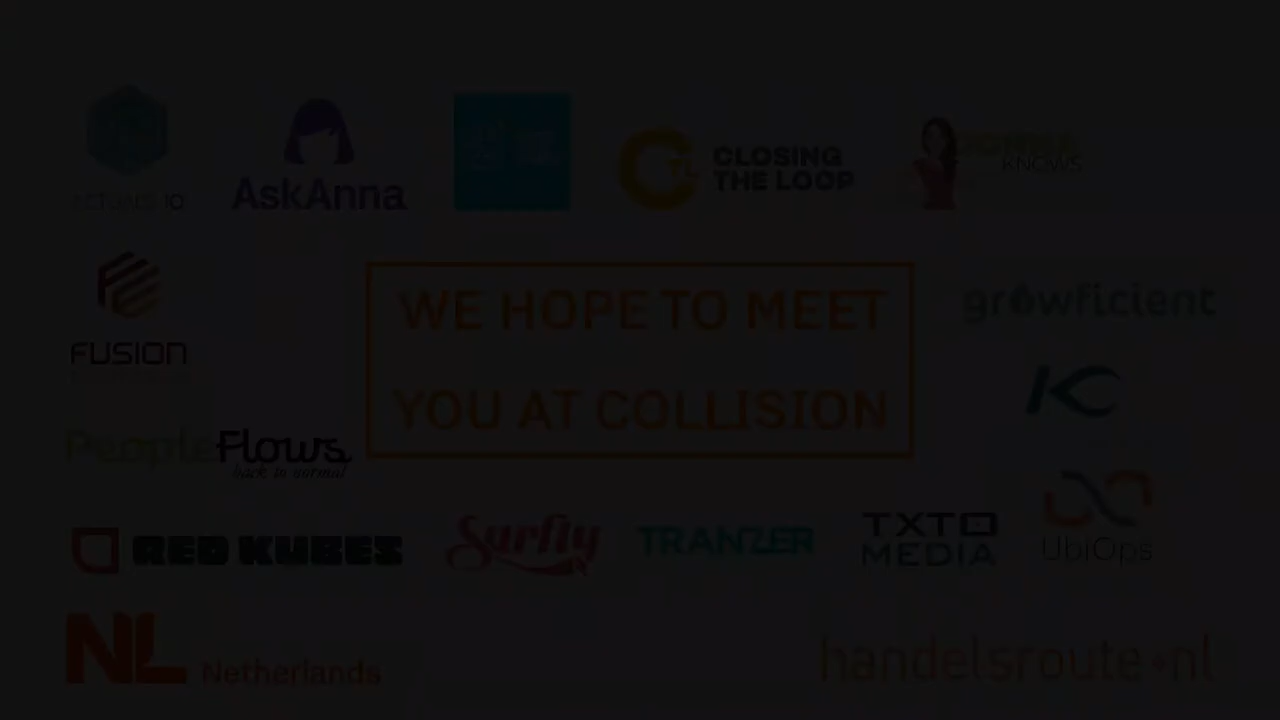 IO
AskAnna
CLOSING
THE LOOP
KNOWS
FUSION
WE HOPE TO MEET
YOU AT COLLISION
growficient
PeopleFlows
back to normal
RED KUBES
Surfly
TRANZER
TXTO
MEDIA
UbiOps
NL Netherlands
handelsroute.nl